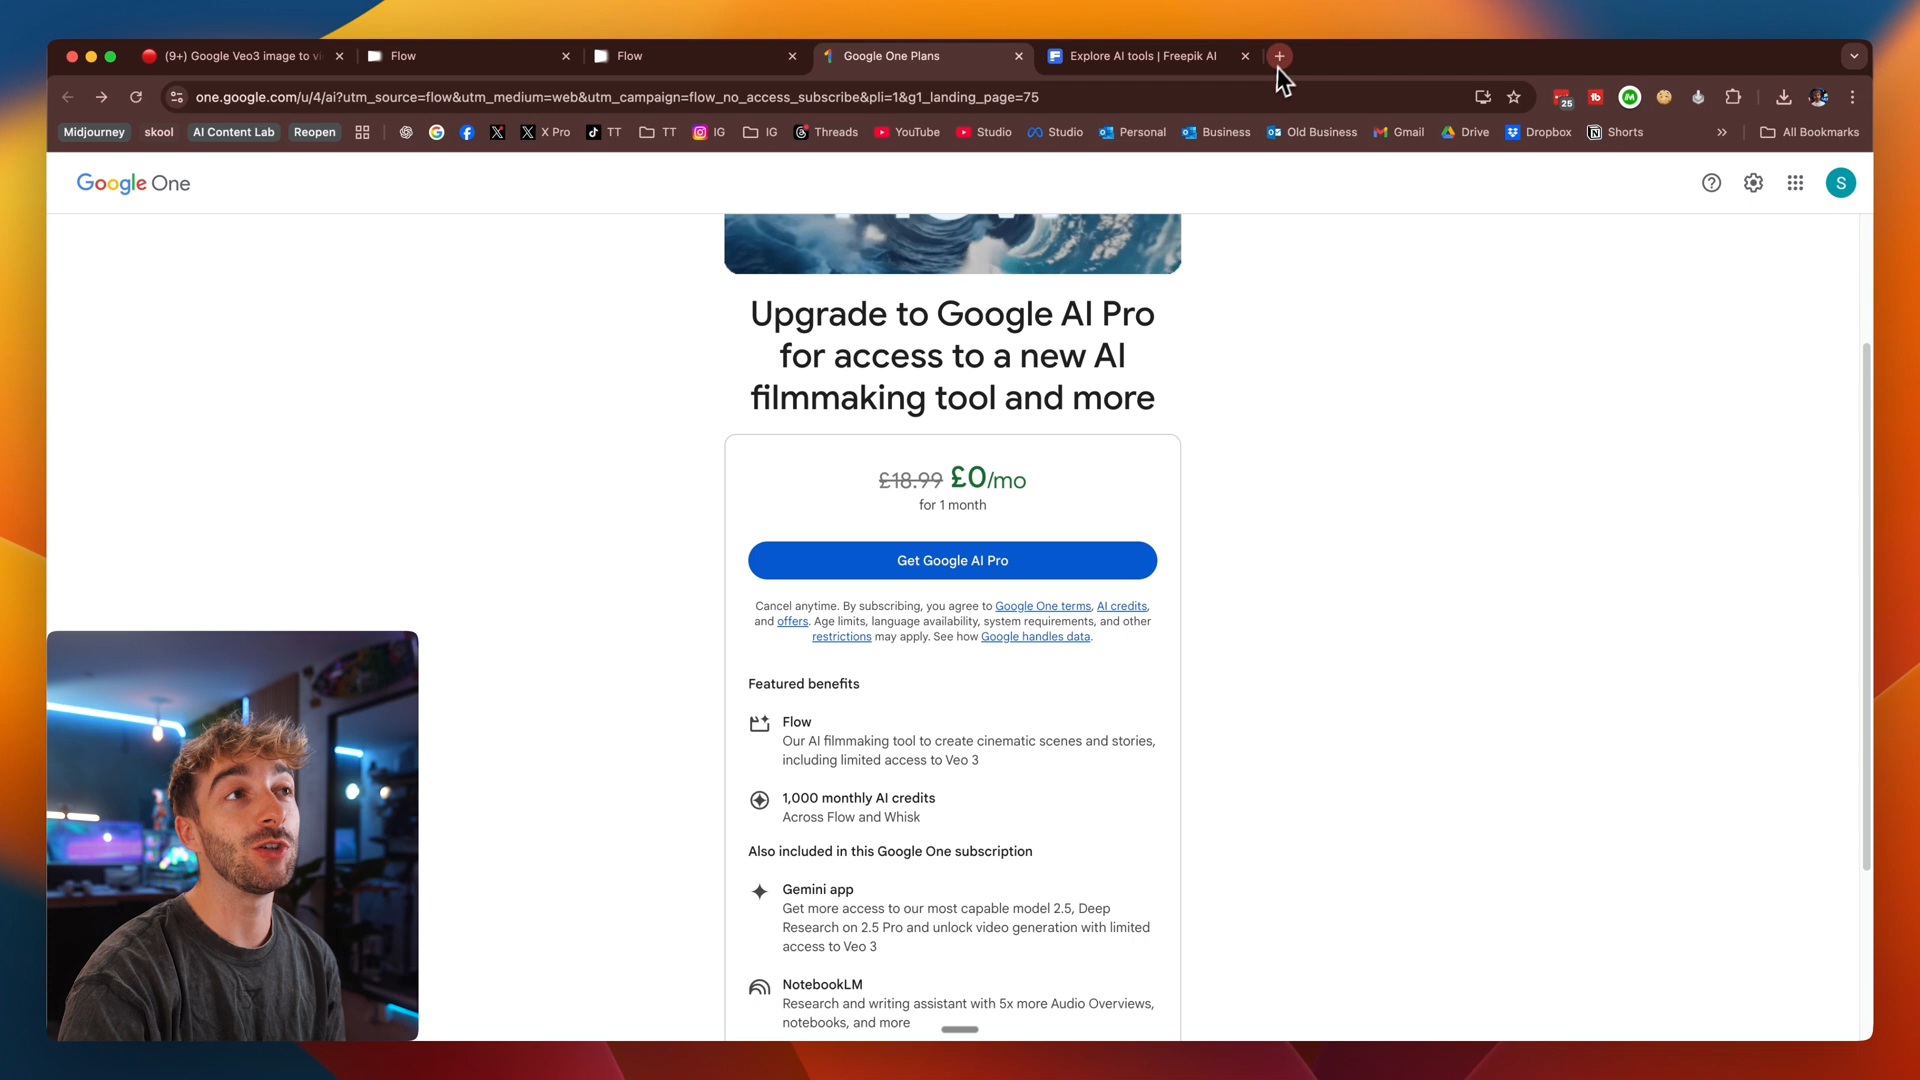 (9+) Google Veo3 image to vi
Flow
Flow
Google One Plans
Explore AI tools | Freepik AI
one.google.com/u/4/ai?utm_source=flow&utm_medium=web&utm_campaign=flow_no_access_subscribe&pli=1&g1_landing_page=75
25
Midjourney
skool
AI Content Lab
Reopen
X Pro
TT
TT
IG
IG
Threads
YouTube
Studio
Studio
Personal
Business
Old Business
Gmail
Drive
Dropbox
Shorts
All Bookmarks
Google One
S
Upgrade to Google AI Pro
for access to a new AI
filmmaking tool and more
£18.99 £0/mo
for 1 month
Get Google AI Pro
Cancel anytime. By subscribing, you agree to Google One terms, AI credits,
and offers. Age limits, language availability, system requirements, and other
restrictions may apply. See how Google handles data.
Featured benefits
Flow
Our AI filmmaking tool to create cinematic scenes and stories,
including limited access to Veo 3
1,000 monthly AI credits
Across Flow and Whisk
Also included in this Google One subscription
Gemini app
Get more access to our most capable model 2.5, Deep
Research on 2.5 Pro and unlock video generation with limited
access to Veo 3
NotebookLM
Research and writing assistant with 5x more Audio Overviews,
notebooks, and more